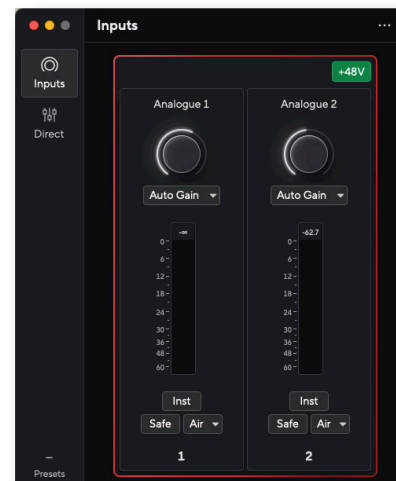 Inputs
...
Inputs
Direct
–
Presets
+48V
Analogue 1
Auto Gain
-∞
0
6
12
18
24
30
36
48
60
Inst
Safe Air
1
Analogue 2
Auto Gain
-62.7
0
6
12
18
24
30
36
48
60
Inst
Safe Air
2